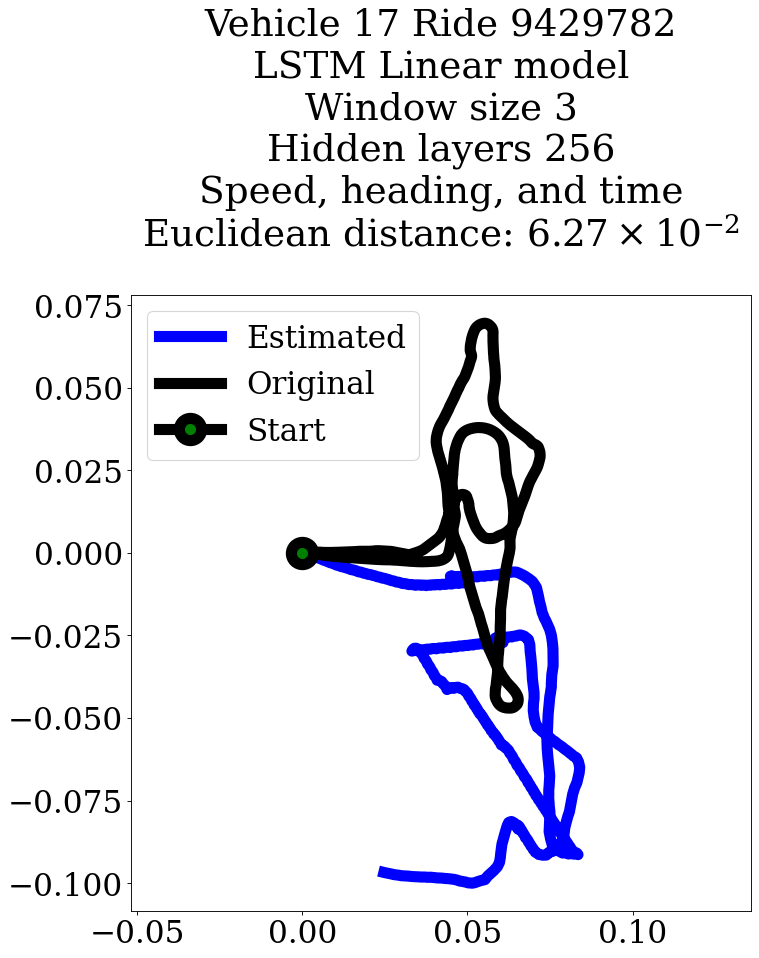 Vehicle 17 Ride 9429782
LSTM Linear model
Window size 3
Hidden layers 256
Speed, heading, and time
Euclidean distance: 6.27 × 10⁻²
Estimated
Original
Start
0.075
0.050
0.025
0.000
−0.025
−0.050
−0.075
−0.100
−0.05
0.00
0.05
0.10